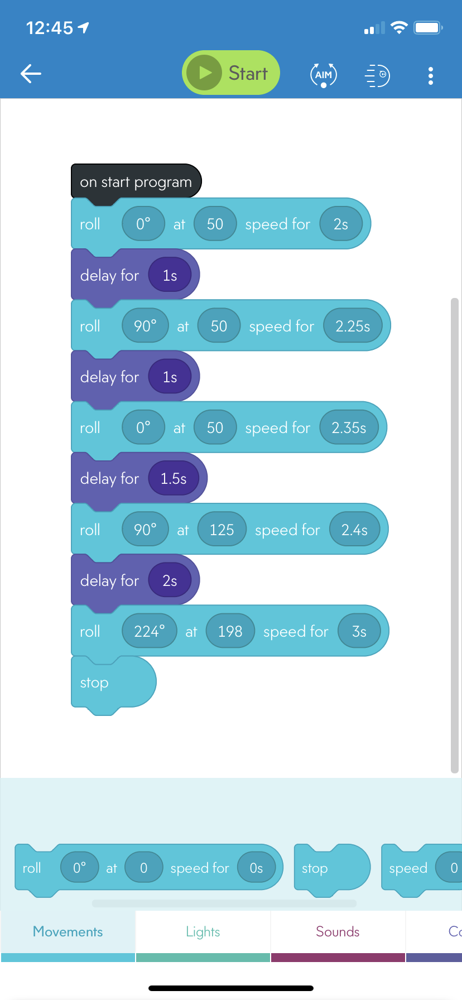 12:45
Start
AIM
on start program
roll 0° at 50 speed for 2s
delay for 1s
roll 90° at 50 speed for 2.25s
delay for 1s
roll 0° at 50 speed for 2.35s
delay for 1.5s
roll 90° at 125 speed for 2.4s
delay for 2s
roll 224° at 198 speed for 3s
stop
roll 0° at 0 speed for 0s stop speed 0
Movements Lights Sounds